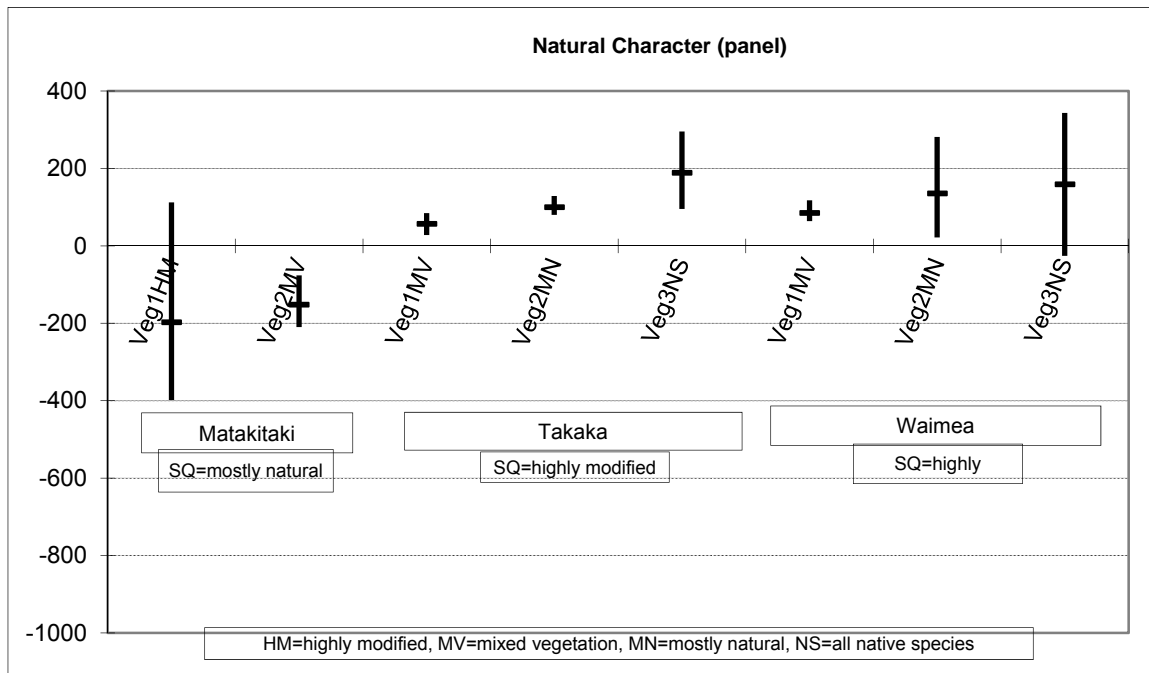 Natural Character (panel)
400
200
0
-200
-400
-600
-800
-1000
Veg1HM
Veg2MV
Veg1MV
Veg2MN
Veg3NS
Veg1MV
Veg2MN
Veg3NS
Matakitaki
Takaka
Waimea
SQ=mostly natural
SQ=highly modified
SQ=highly
HM=highly modified, MV=mixed vegetation, MN=mostly natural, NS=all native species